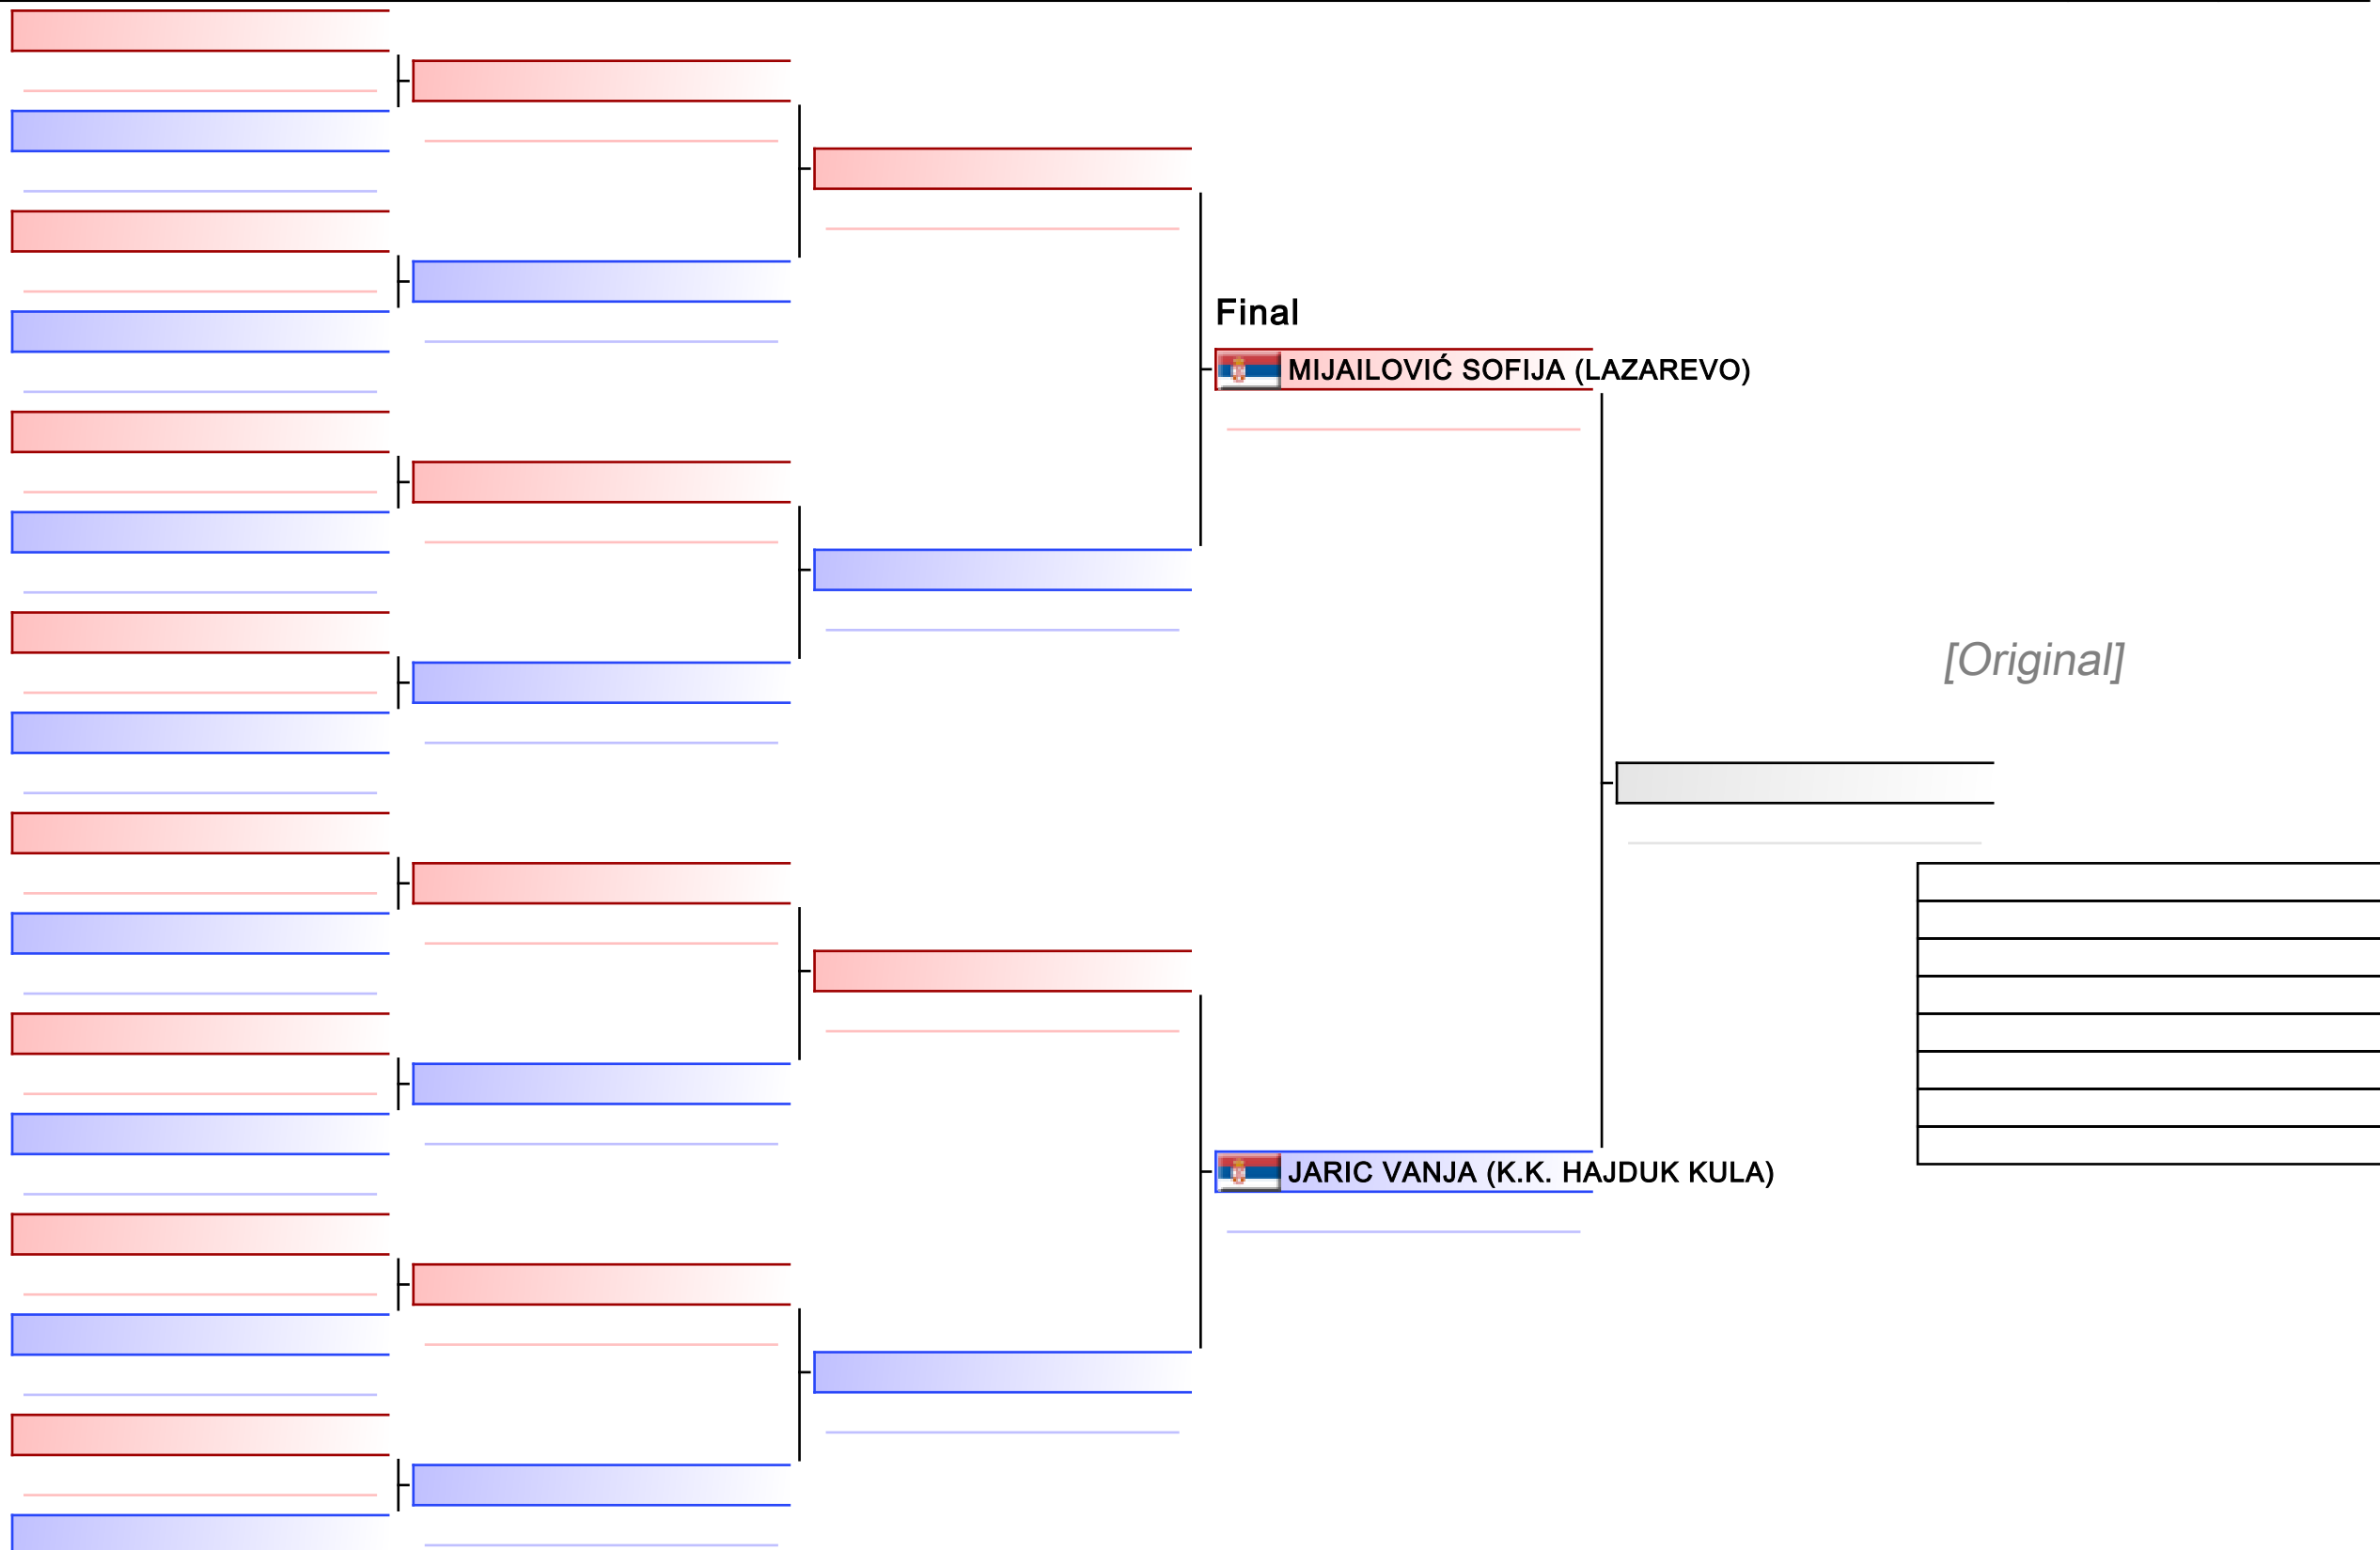 Final
MIJAILOVIĆ SOFIJA (LAZAREVO)
[Original]
JARIC VANJA (K.K. HAJDUK KULA)